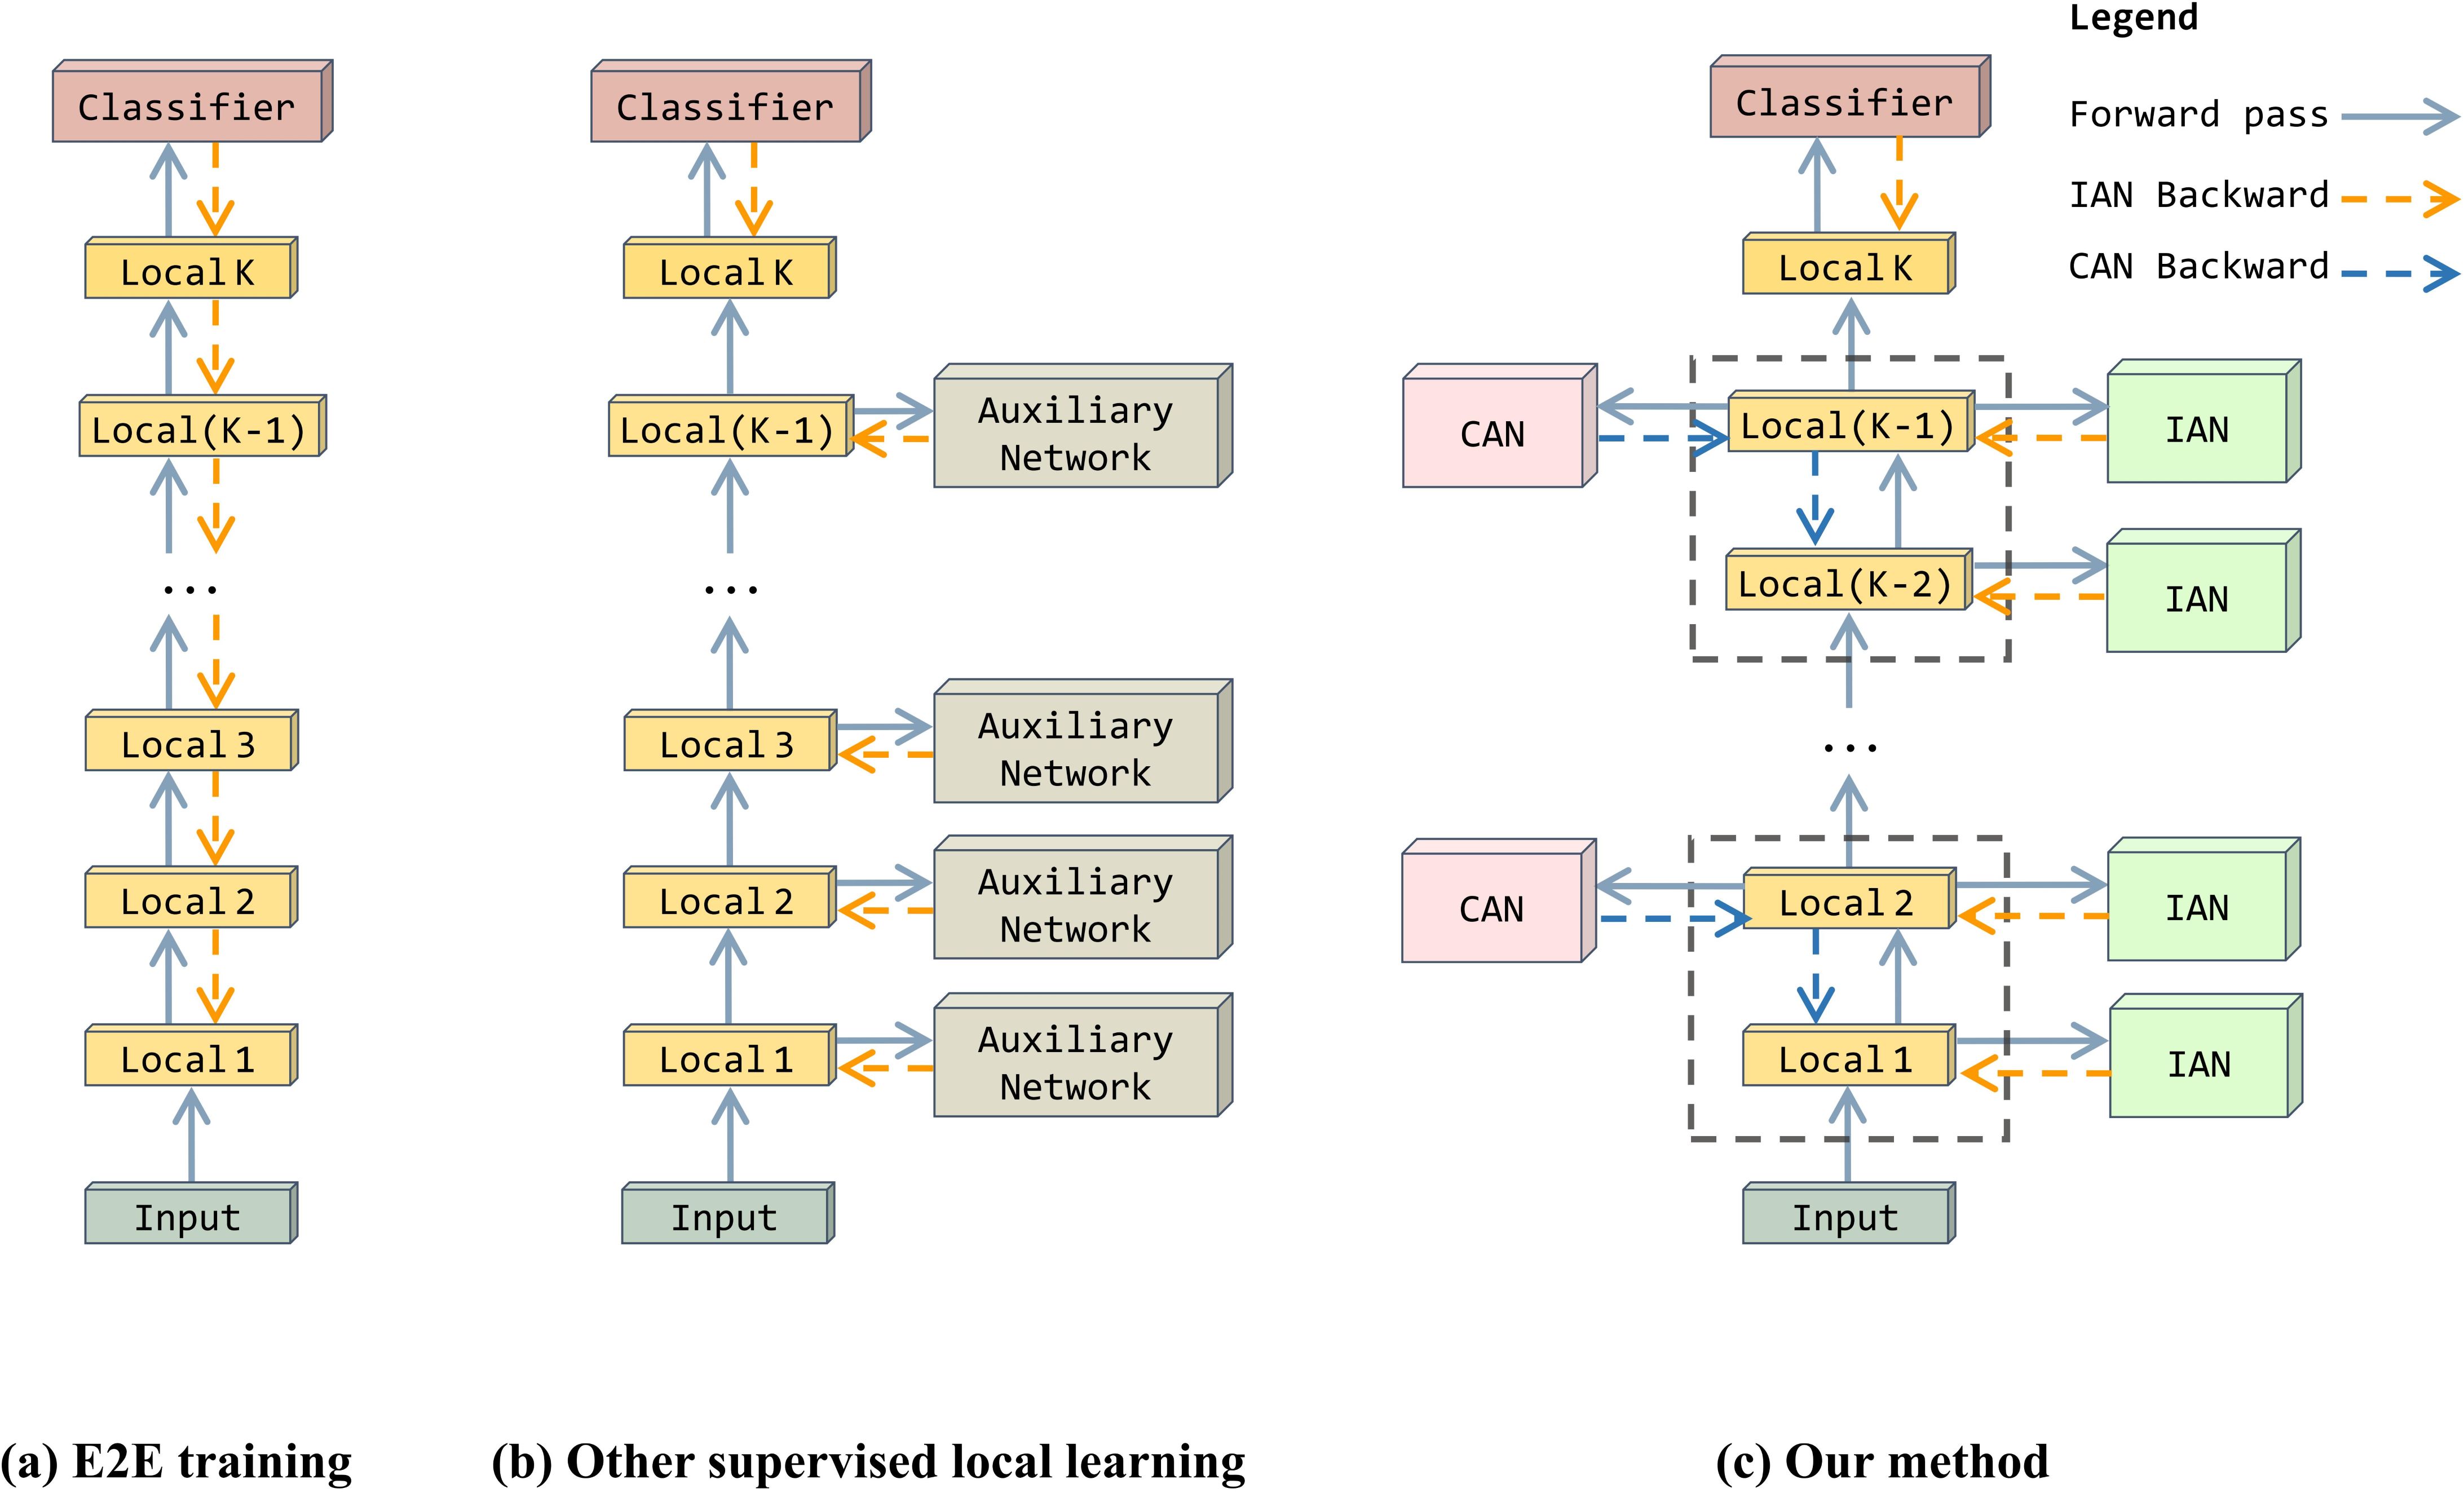 Legend
Forward pass
IAN Backward
CAN Backward
Classifier
Local K
Local(K-1)
...
Local 3
Local 2
Local 1
Input
(a) E2E training
Classifier
Local K
Local(K-1)
Auxiliary
Network
...
Local 3
Auxiliary
Network
Local 2
Auxiliary
Network
Local 1
Auxiliary
Network
Input
(b) Other supervised local learning
Classifier
Local K
CAN
Local(K-1)
IAN
Local(K-2)
IAN
...
CAN
Local 2
IAN
Local 1
IAN
Input
(c) Our method